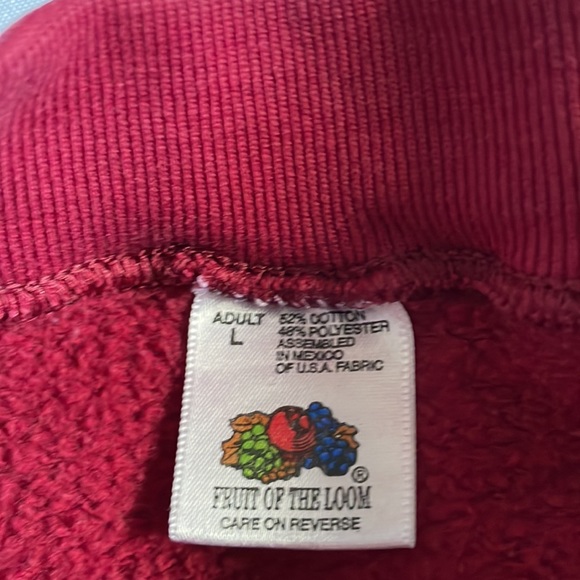 ADULT
L
52% COTTON
48% POLYESTER
ASSEMBLED
IN MEXICO
OF U.S.A. FABRIC
®
FRUIT OF THE LOOM
CARE ON REVERSE